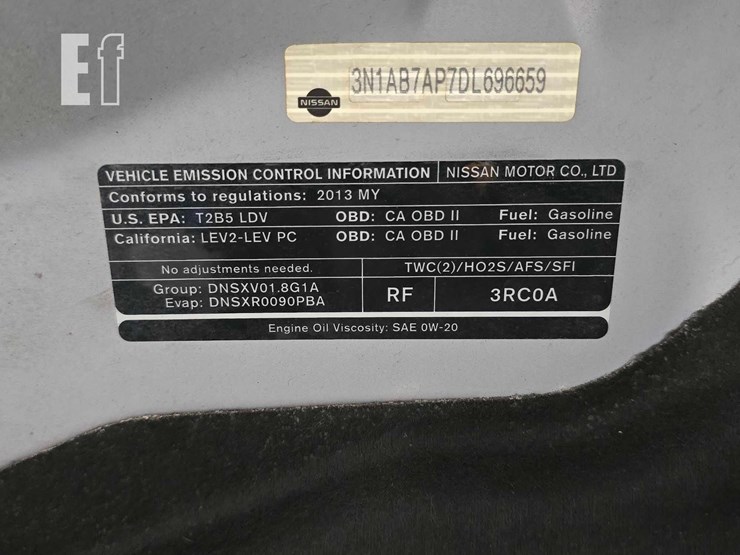 Ef
3N1AB7AP7DL696659
NISSAN
VEHICLE EMISSION CONTROL INFORMATION NISSAN MOTOR CO., LTD
Conforms to regulations: 2013 MY
U.S. EPA: T2B5 LDV OBD: CA OBD II Fuel: Gasoline
California: LEV2-LEV PC OBD: CA OBD II Fuel: Gasoline
No adjustments needed. TWC(2)/HO2S/AFS/SFI
Group: DNSXV01.8G1A
Evap: DNSXR0090PBA
RF 3RC0A
Engine Oil Viscosity: SAE 0W-20